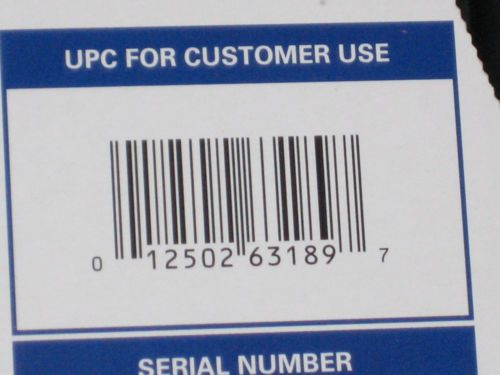 UPC FOR CUSTOMER USE
0 12502 63189 7
SERIAL NUMBER